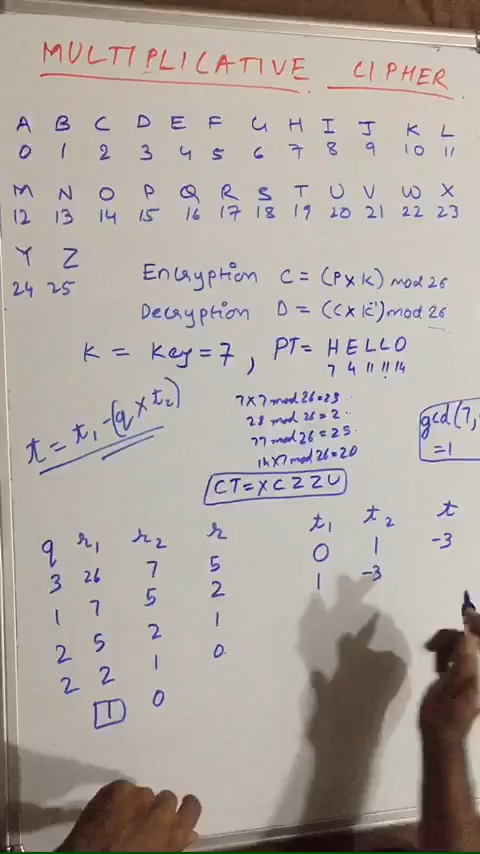 MULTIPLICATIVE CIPHER
A B C D E F G H I J K L
0 1 2 3 4 5 6 7 8 9 10 11
M N O P Q R S T U V W X
12 13 14 15 16 17 18 19 20 21 22 23
Y Z
24 25
Encryption C = (P x K) mod 26
Decryption D = (C x K⁻¹) mod 26
K = Key = 7, PT = HELLO
7 4 11 11 14
t = t1 - (q x t2)
7x7 mod 26 = 23
28 mod 26 = 2
77 mod 26 = 25
14x7 mod 26 = 20
gcd(7,
=1
CT = XCZZU
q r1 r2 r t1 t2 t
3 26 7 5 0 1 -3
1 7 5 2 1 -3
2 5 2 1
2 2 1 0
1 0